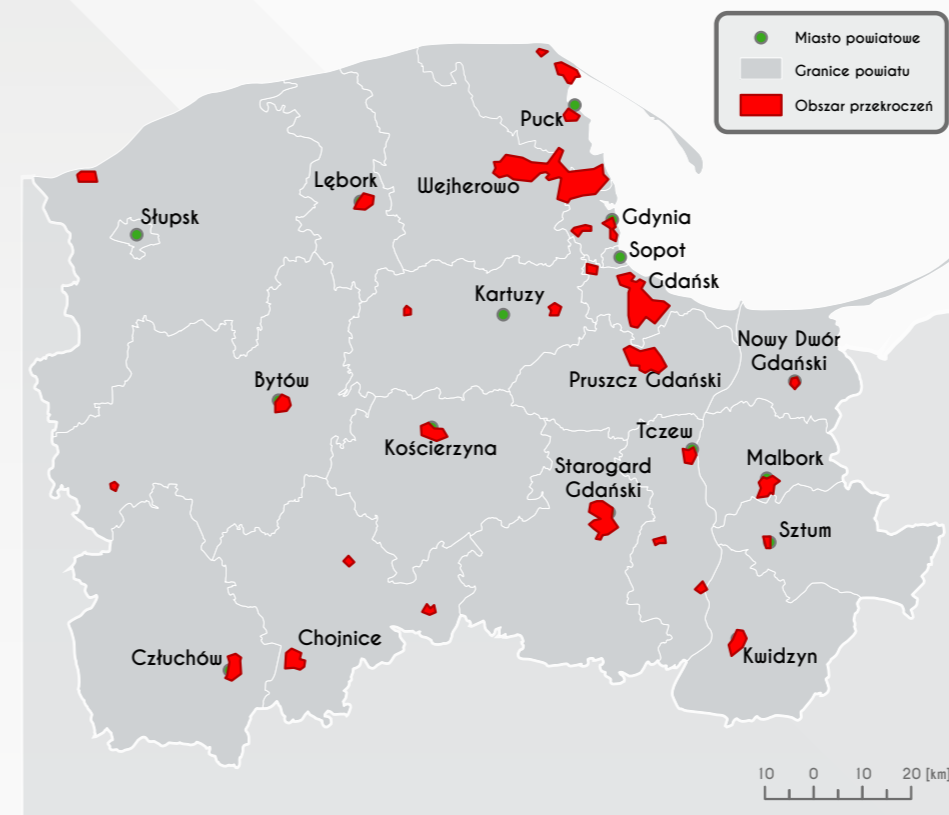 Miasto powiatowe
Granice powiatu
Obszar przekroczeń
Puck
Lębork
Wejherowo
Słupsk
Gdynia
Sopot
Gdańsk
Kartuzy
Nowy Dwór
Gdański
Bytów
Pruszcz Gdański
Kościerzyna
Tczew
Starogard
Gdański
Malbork
Sztum
Chojnice
Człuchów
Kwidzyn
10 0 10 20 [km]